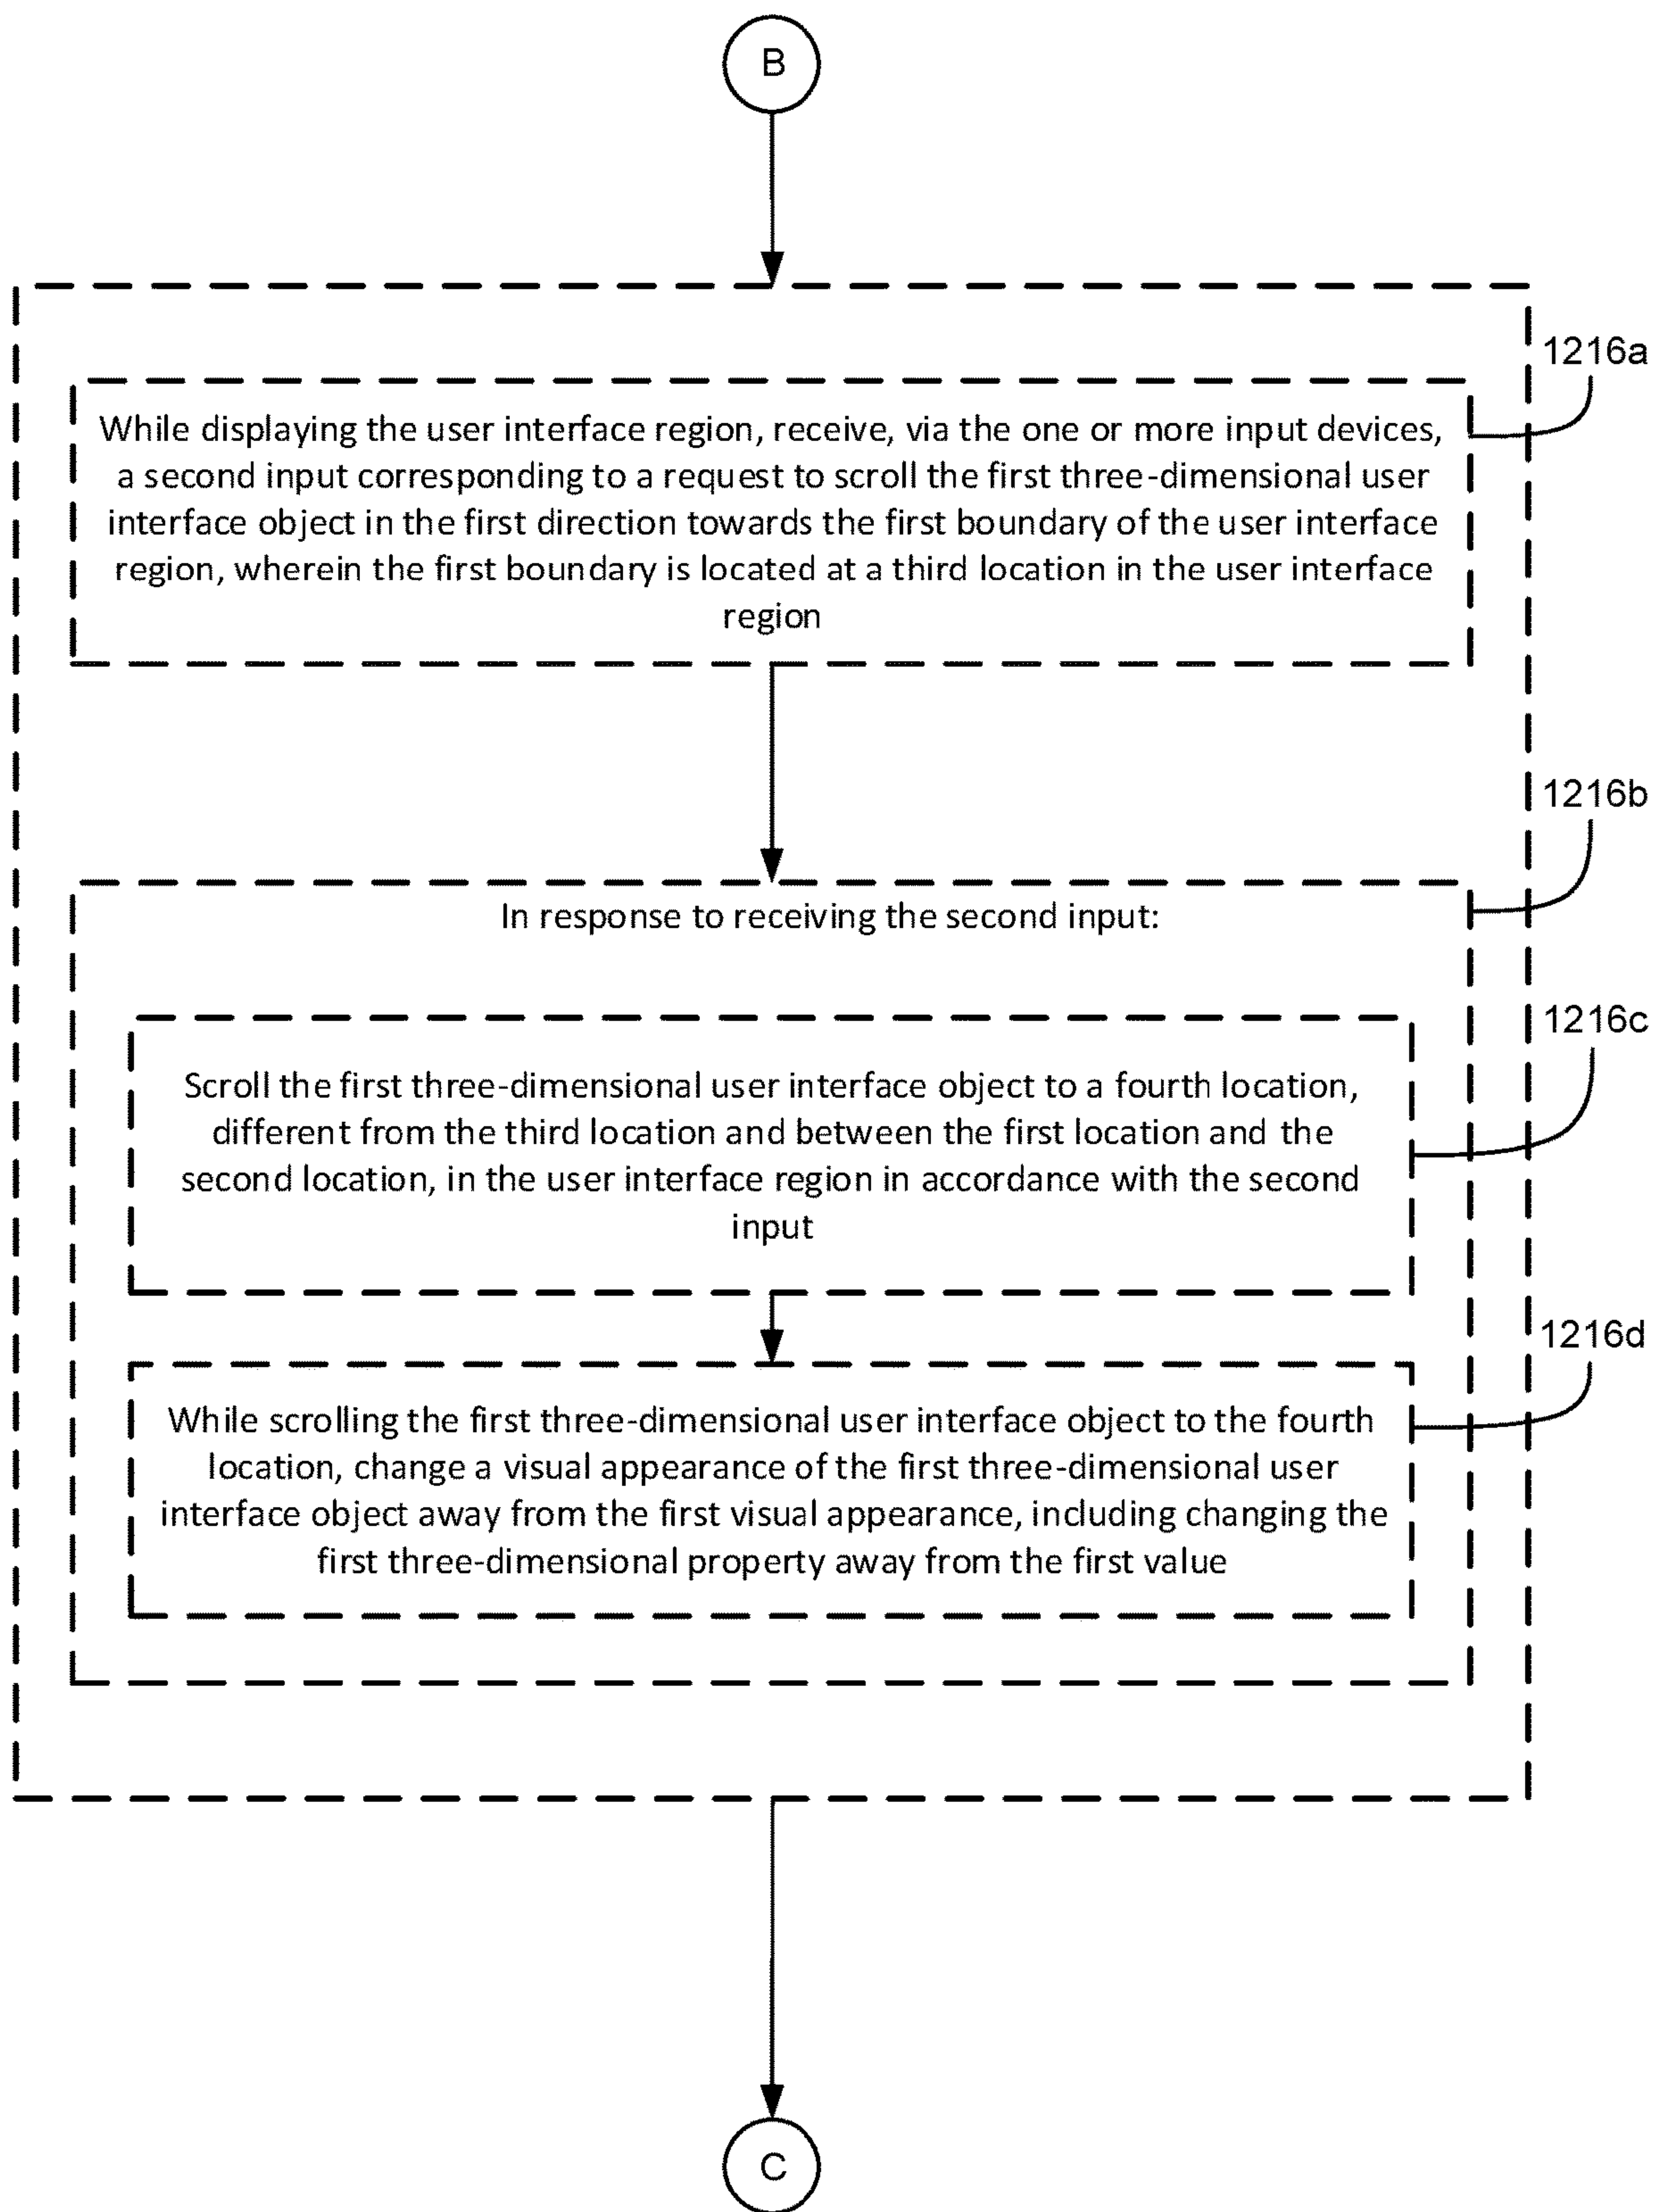 B
1216a
While displaying the user interface region, receive, via the one or more input devices,
a second input corresponding to a request to scroll the first three-dimensional user
interface object in the first direction towards the first boundary of the user interface
region, wherein the first boundary is located at a third location in the user interface
region
1216b
In response to receiving the second input:
1216c
Scroll the first three-dimensional user interface object to a fourth location,
different from the third location and between the first location and the
second location, in the user interface region in accordance with the second
input
1216d
While scrolling the first three-dimensional user interface object to the fourth
location, change a visual appearance of the first three-dimensional user
interface object away from the first visual appearance, including changing the
first three-dimensional property away from the first value
C